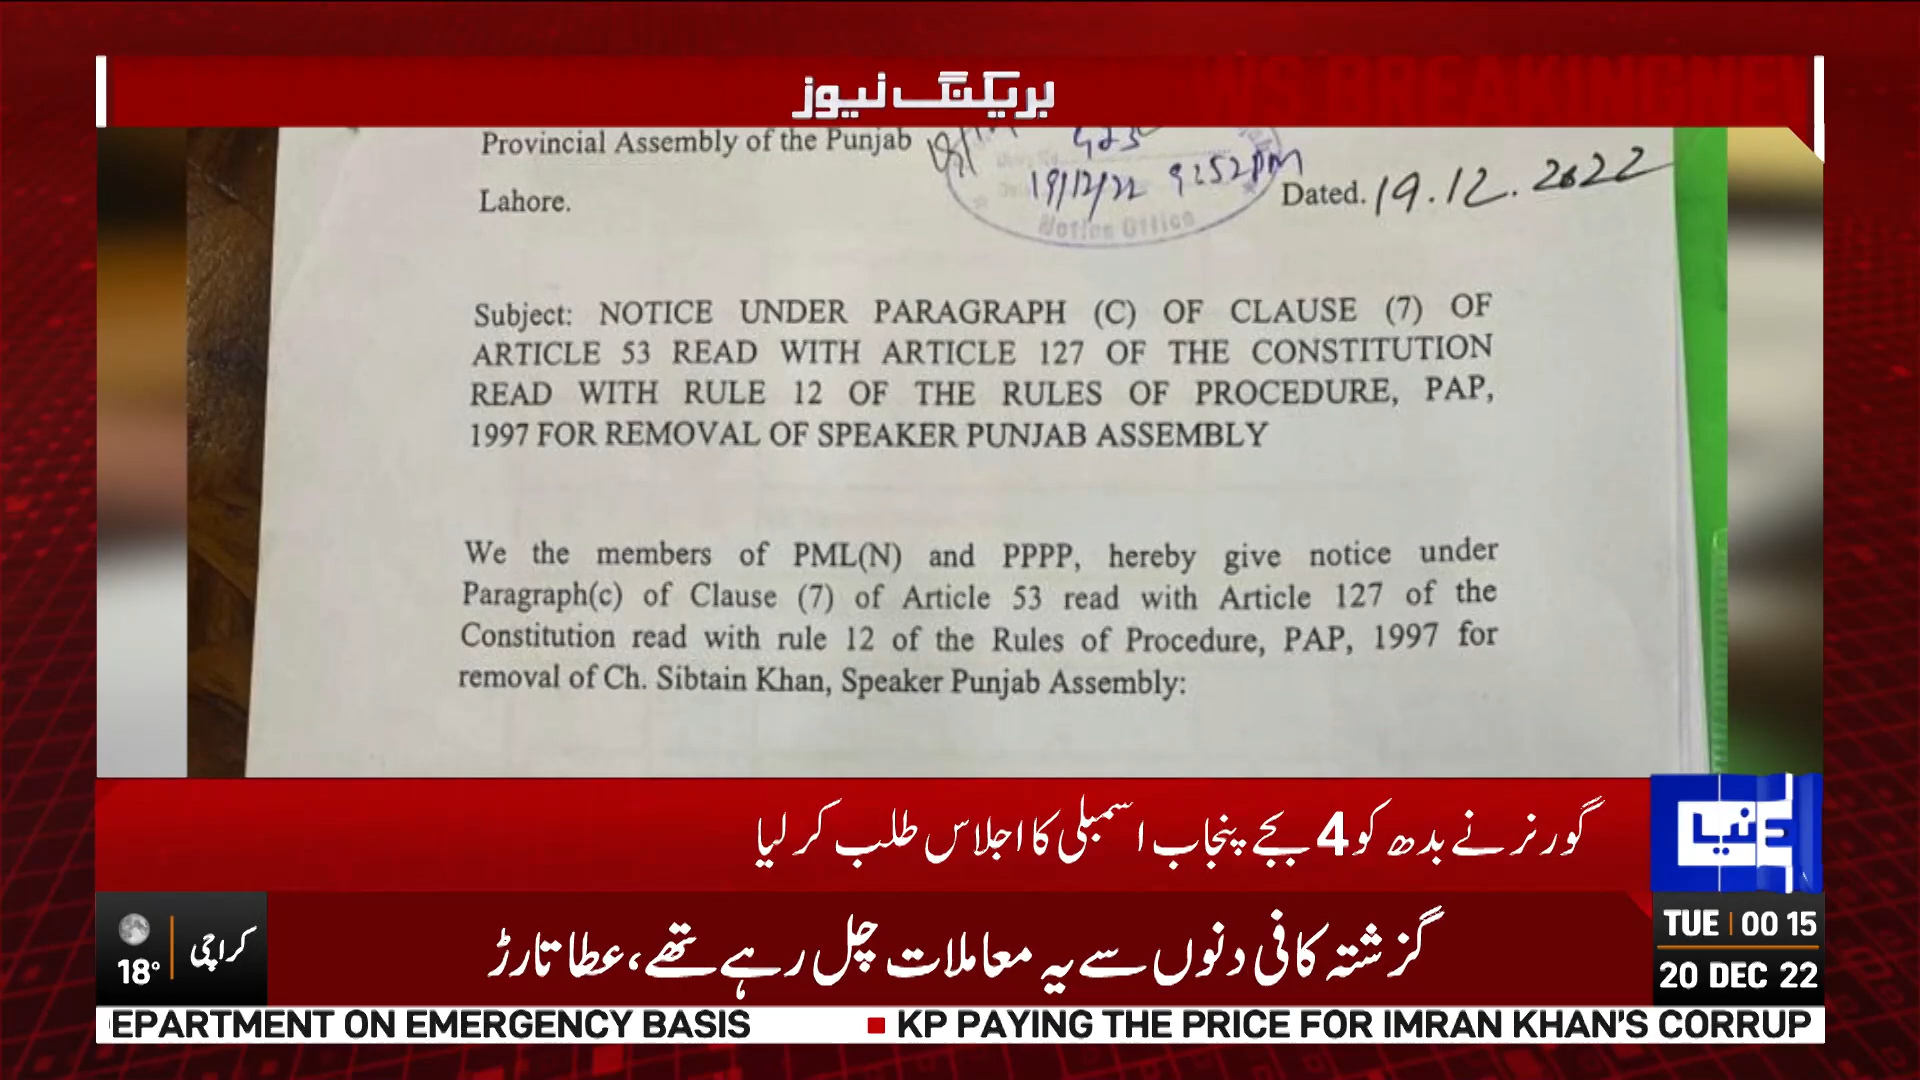 بریکنگ نیوز
Provincial Assembly of the Punjab
19/12/22 9:52PM
Notice Office
Lahore.
Dated. 19.12.2022
Subject: NOTICE UNDER PARAGRAPH (C) OF CLAUSE (7) OF
ARTICLE 53 READ WITH ARTICLE 127 OF THE CONSTITUTION
READ WITH RULE 12 OF THE RULES OF PROCEDURE, PAP,
1997 FOR REMOVAL OF SPEAKER PUNJAB ASSEMBLY
We the members of PML(N) and PPPP, hereby give notice under
Paragraph(c) of Clause (7) of Article 53 read with Article 127 of the
Constitution read with rule 12 of the Rules of Procedure, PAP, 1997 for
removal of Ch. Sibtain Khan, Speaker Punjab Assembly:
گورنر نے بدھ کو 4 بجے پنجاب اسمبلی کا اجلاس طلب کر لیا
دنیا
گزشتہ کافی دنوں سے یہ معاملات چل رہے تھے، عطا تارڑ
کراچی
18°
TUE 00 15
20 DEC 22
EPARTMENT ON EMERGENCY BASIS
KP PAYING THE PRICE FOR IMRAN KHAN'S CORRUP